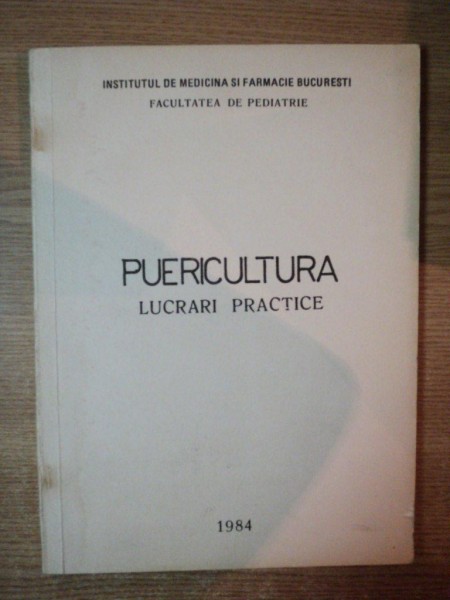 INSTITUTUL DE MEDICINA SI FARMACIE BUCURESTI
FACULTATEA DE PEDIATRIE
PUERICULTURA
LUCRARI PRACTICE
1984